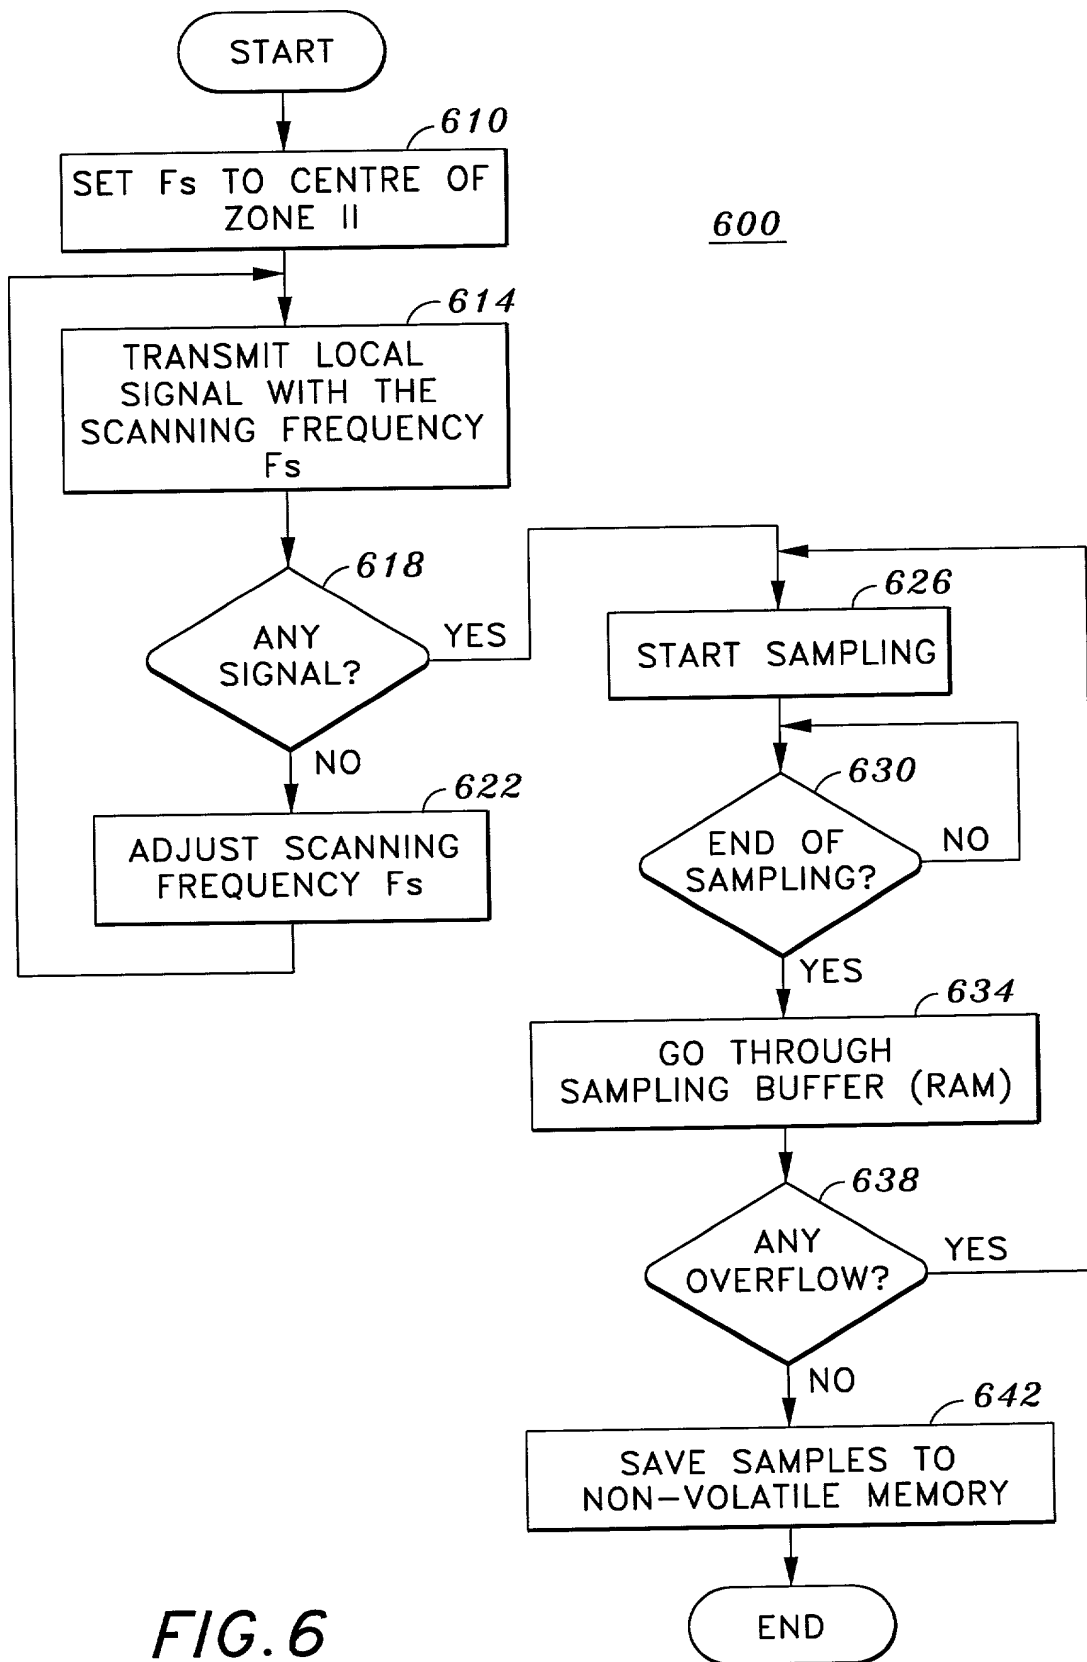 START
610
SET Fs TO CENTRE OF
ZONE II
600
614
TRANSMIT LOCAL
SIGNAL WITH THE
SCANNING FREQUENCY
Fs
618
ANY
SIGNAL?
YES
NO
622
ADJUST SCANNING
FREQUENCY Fs
626
START SAMPLING
630
END OF
SAMPLING?
NO
YES
634
GO THROUGH
SAMPLING BUFFER (RAM)
638
ANY
OVERFLOW?
YES
NO
642
SAVE SAMPLES TO
NON-VOLATILE MEMORY
END
FIG. 6